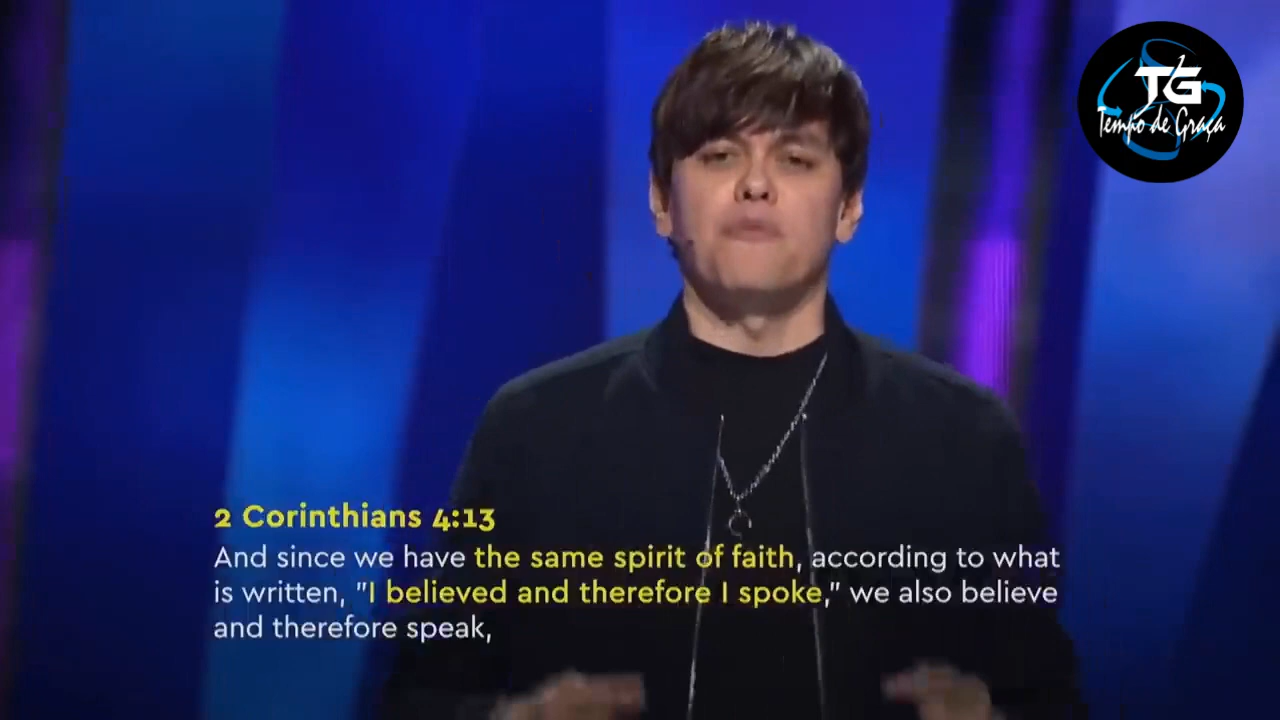 TG
Tempo de Graça
2 Corinthians 4:13
And since we have the same spirit of faith, according to what
is written, "I believed and therefore I spoke," we also believe
and therefore speak,